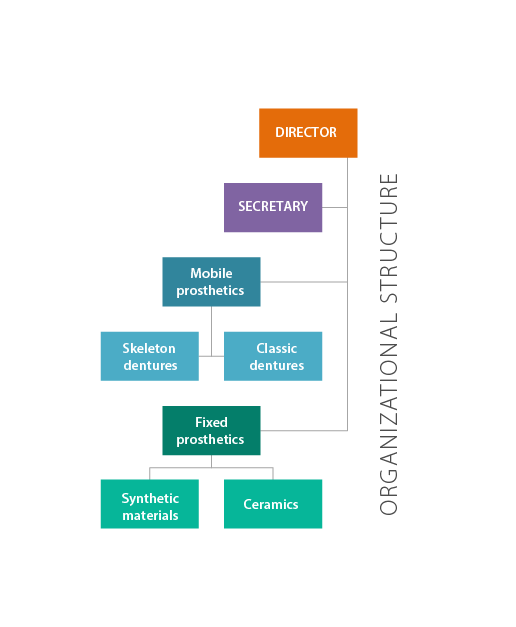 DIRECTOR
SECRETARY
Mobile
prosthetics
Skeleton
dentures
Classic
dentures
Fixed
prosthetics
Synthetic
materials
Ceramics
ORGANIZATIONAL STRUCTURE